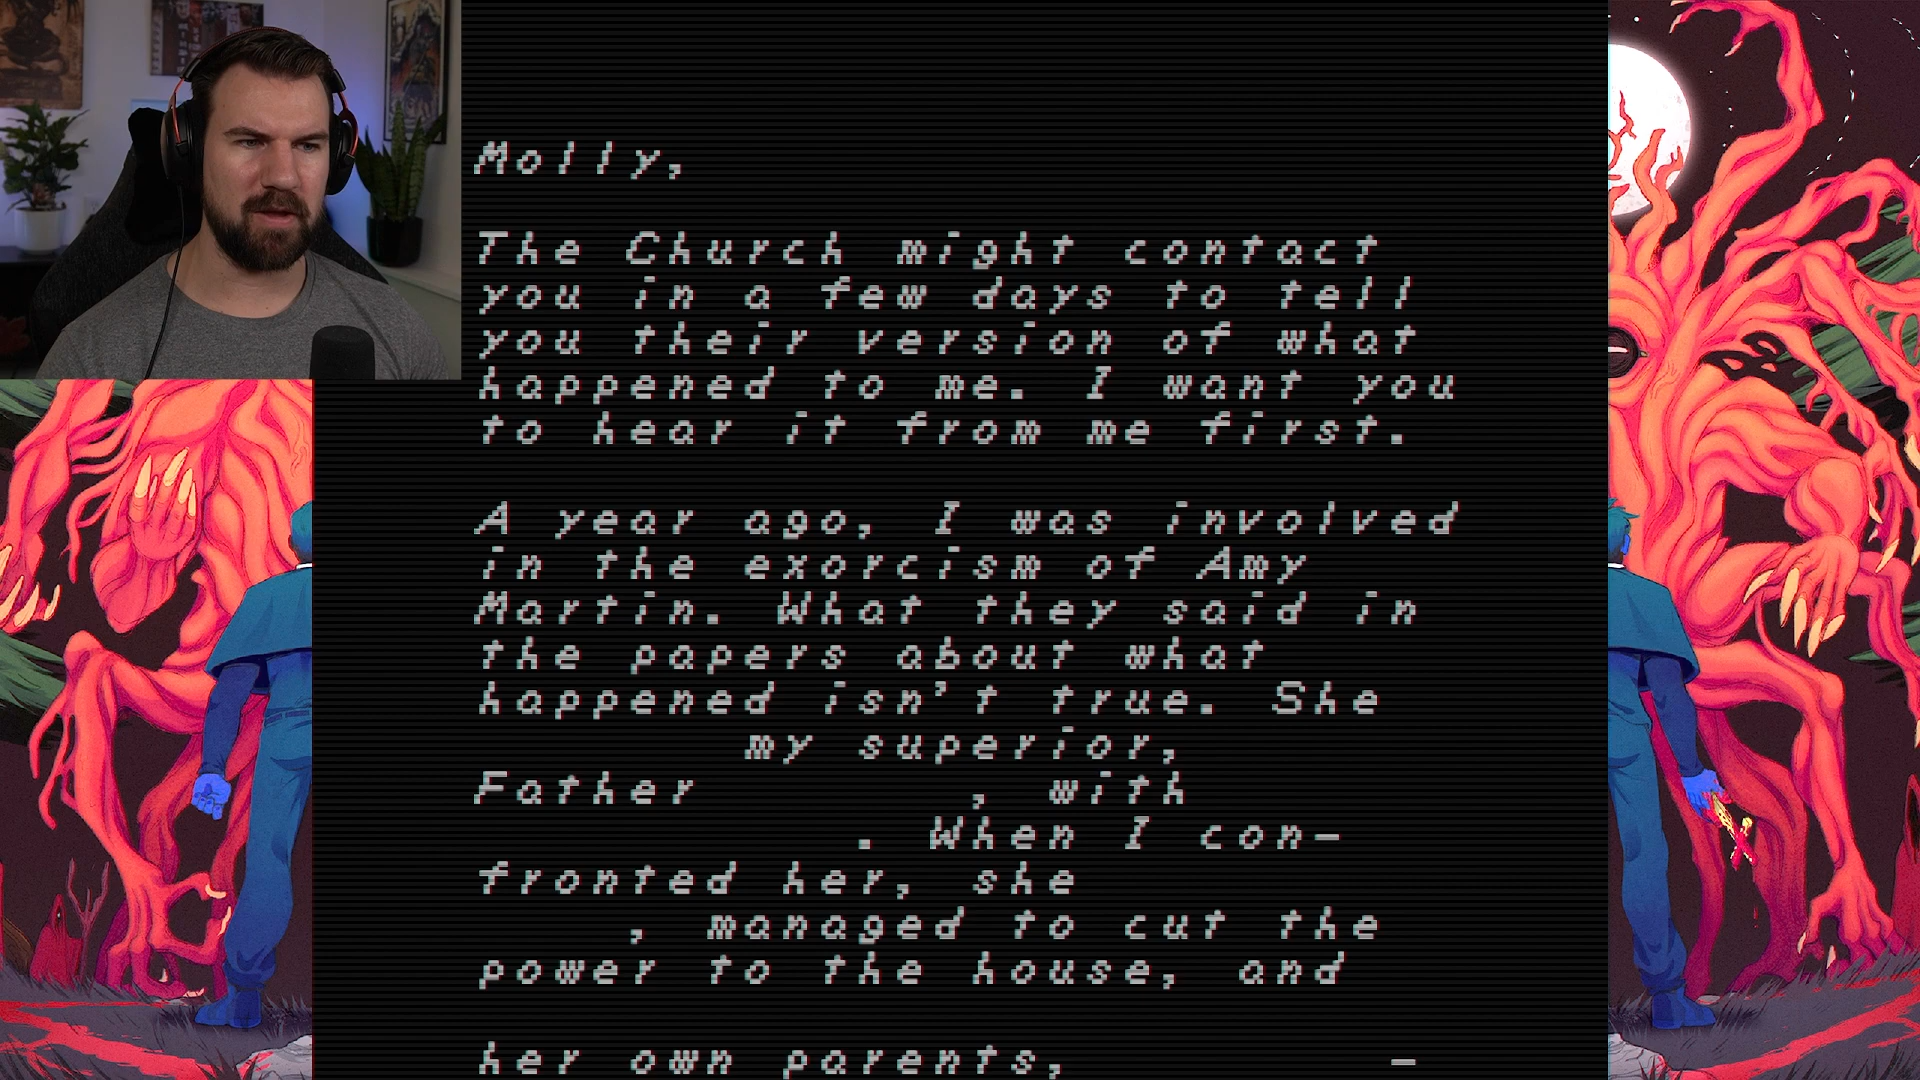 Molly,
The Church might contact
you in a few days to tell
you their version of what
happened to me. I want you
to hear it from me first.
A year ago, I was involved
in the exorcism of Amy
Martin. What they said in
the papers about what
happened isn't true. She
my superior,
Father , with
. When I con-
fronted her, she
, managed to cut the
power to the house, and
her own parents, -